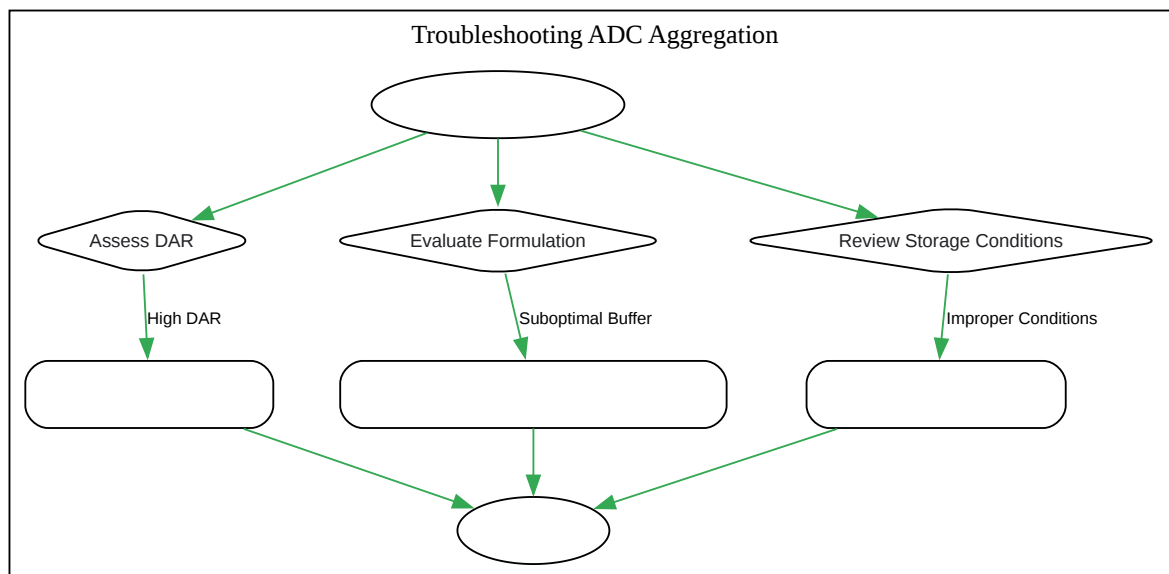 Troubleshooting ADC Aggregation
Assess DAR
Evaluate Formulation
Review Storage Conditions
High DAR
Suboptimal Buffer
Improper Conditions